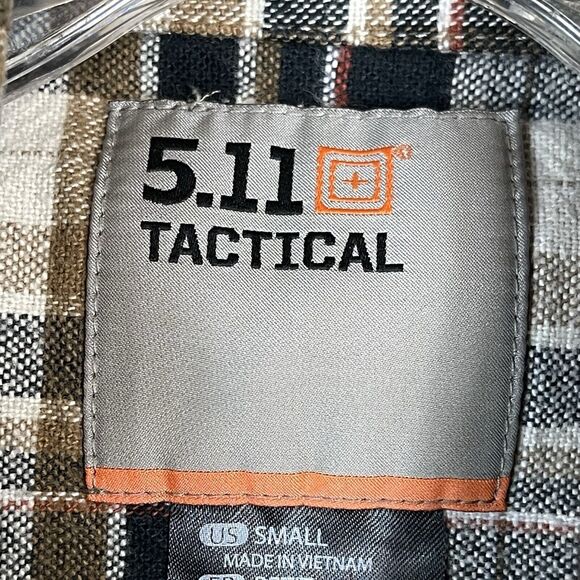 5.11®
TACTICAL
US SMALL
MADE IN VIETNAM